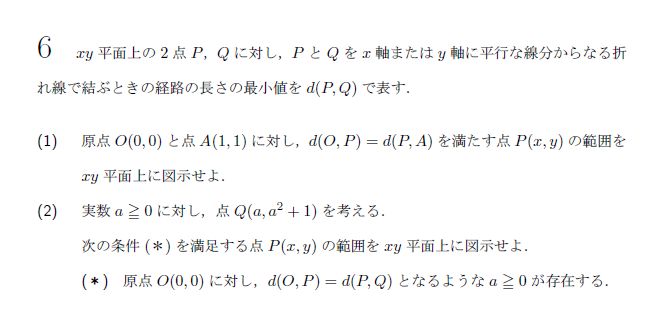 6 xy 平面上の 2 点 P，Q に対し，P と Q を x 軸または y 軸に平行な線分からなる折
れ線で結ぶときの経路の長さの最小値を d(P, Q) で表す．
(1) 原点 O(0, 0) と点 A(1, 1) に対し，d(O, P) = d(P, A) を満たす点 P(x, y) の範囲を
xy 平面上に図示せよ．
(2) 実数 a ≧ 0 に対し，点 Q(a, a² + 1) を考える．
次の条件 (＊) を満足する点 P(x, y) の範囲を xy 平面上に図示せよ．
(＊) 原点 O(0, 0) に対し，d(O, P) = d(P, Q) となるような a ≧ 0 が存在する．